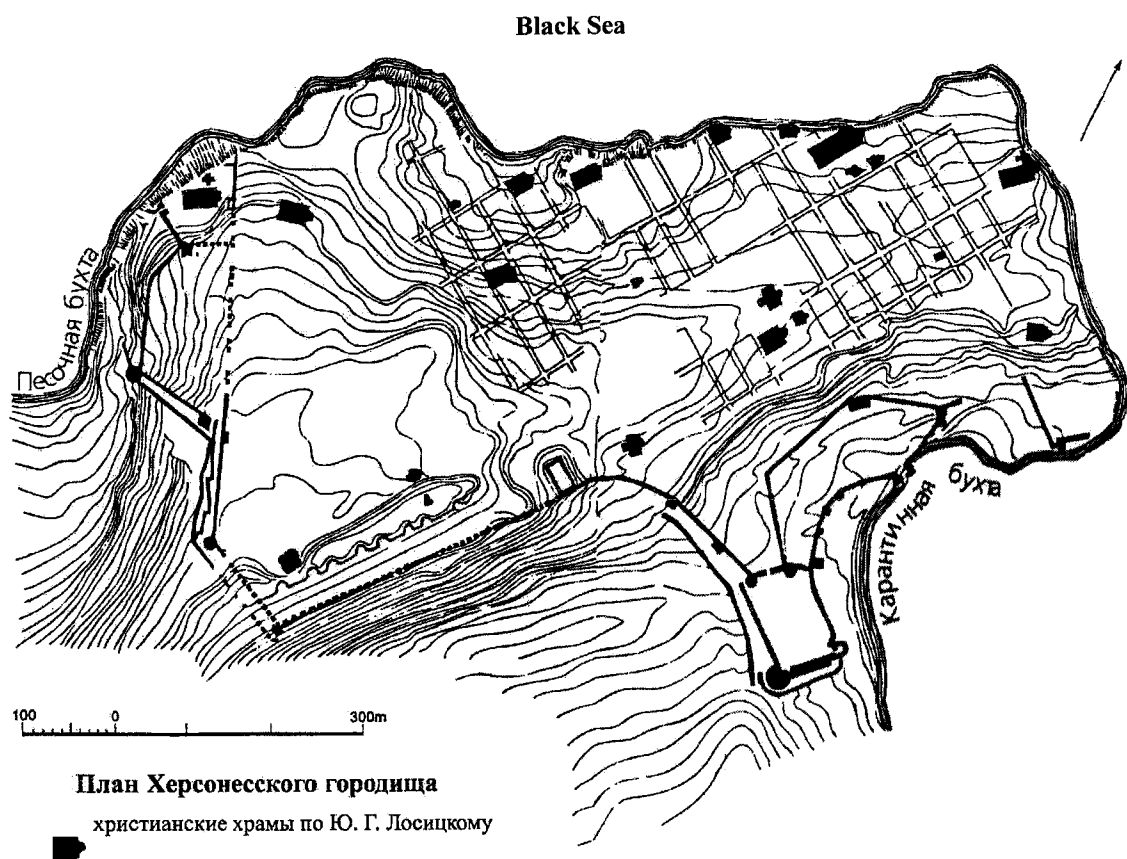 Black Sea
Песочная бухта
Карантинная бухта
100 0 300m
План Херсонесского городища
христианские храмы по Ю. Г. Лосицкому